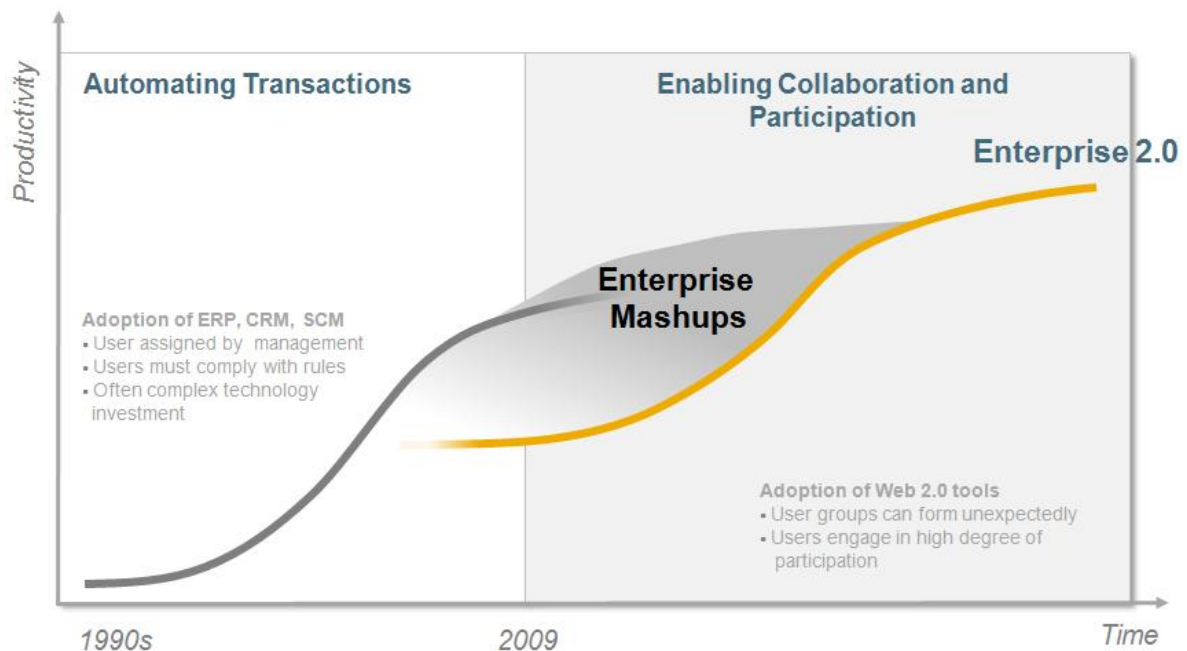 Productivity
Automating Transactions
Enabling Collaboration and
Participation
Enterprise 2.0
Enterprise
Mashups
Adoption of ERP, CRM, SCM
▪ User assigned by management
▪ Users must comply with rules
▪ Often complex technology
investment
Adoption of Web 2.0 tools
▪ User groups can form unexpectedly
▪ Users engage in high degree of
participation
1990s
2009
Time